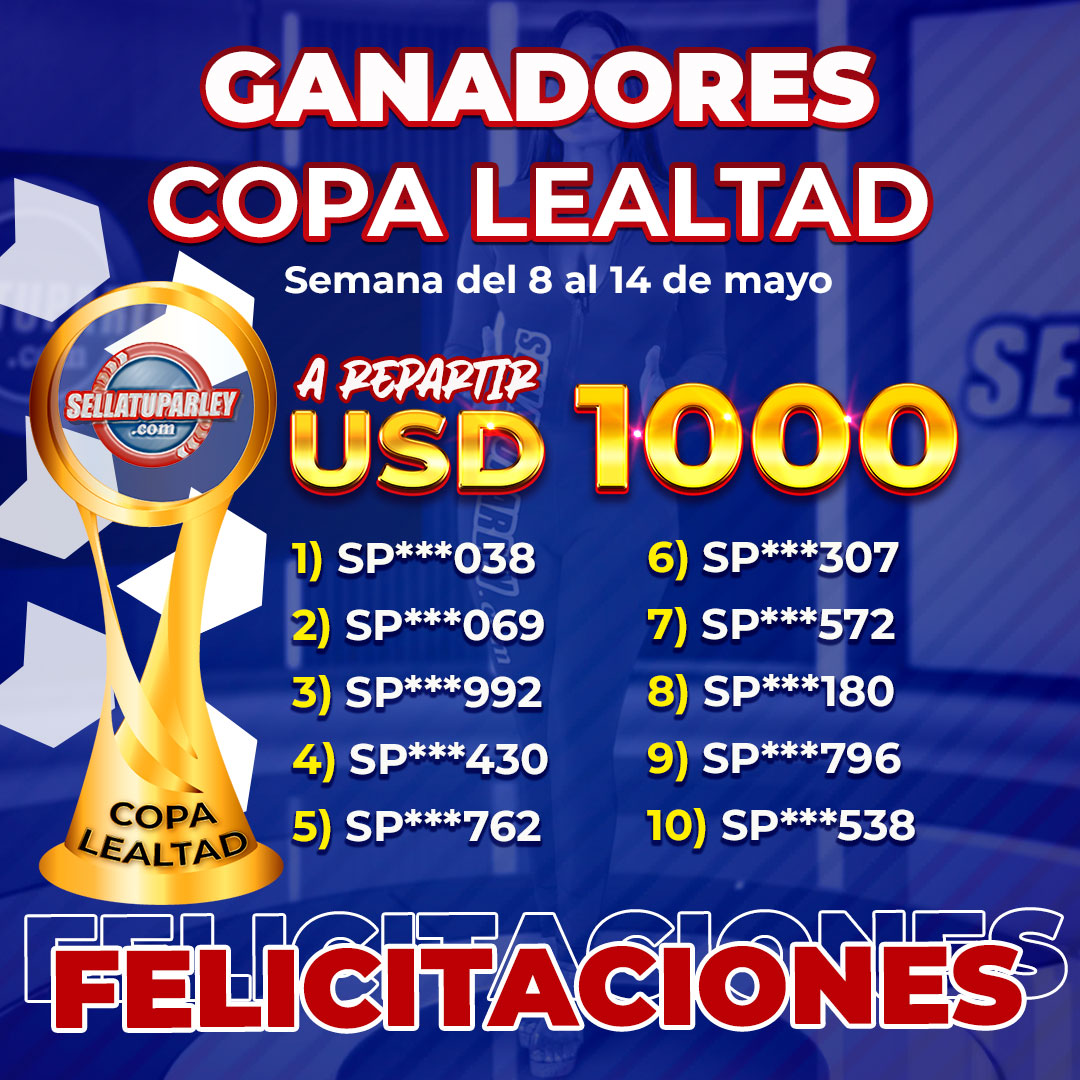 GANADORES
COPA LEALTAD
Semana del 8 al 14 de mayo
A REPARTIR
USD 1000
SELLATUPARLEY
.com
1) SP***038
2) SP***069
3) SP***992
4) SP***430
5) SP***762
6) SP***307
7) SP***572
8) SP***180
9) SP***796
10) SP***538
COPA
LEALTAD
FELICITACIONES
FELICITACIONES
SE